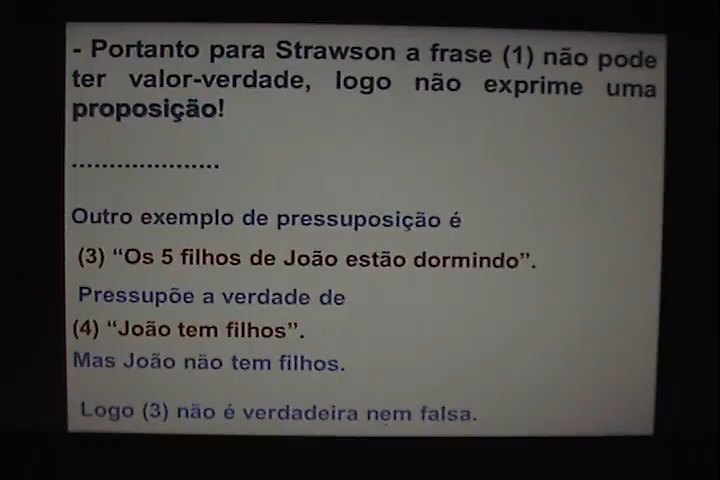 - Portanto para Strawson a frase (1) não pode
ter valor-verdade, logo não exprime uma
proposição!
....................
Outro exemplo de pressuposição é
(3) “Os 5 filhos de João estão dormindo”.
Pressupõe a verdade de
(4) “João tem filhos”.
Mas João não tem filhos.
Logo (3) não é verdadeira nem falsa.